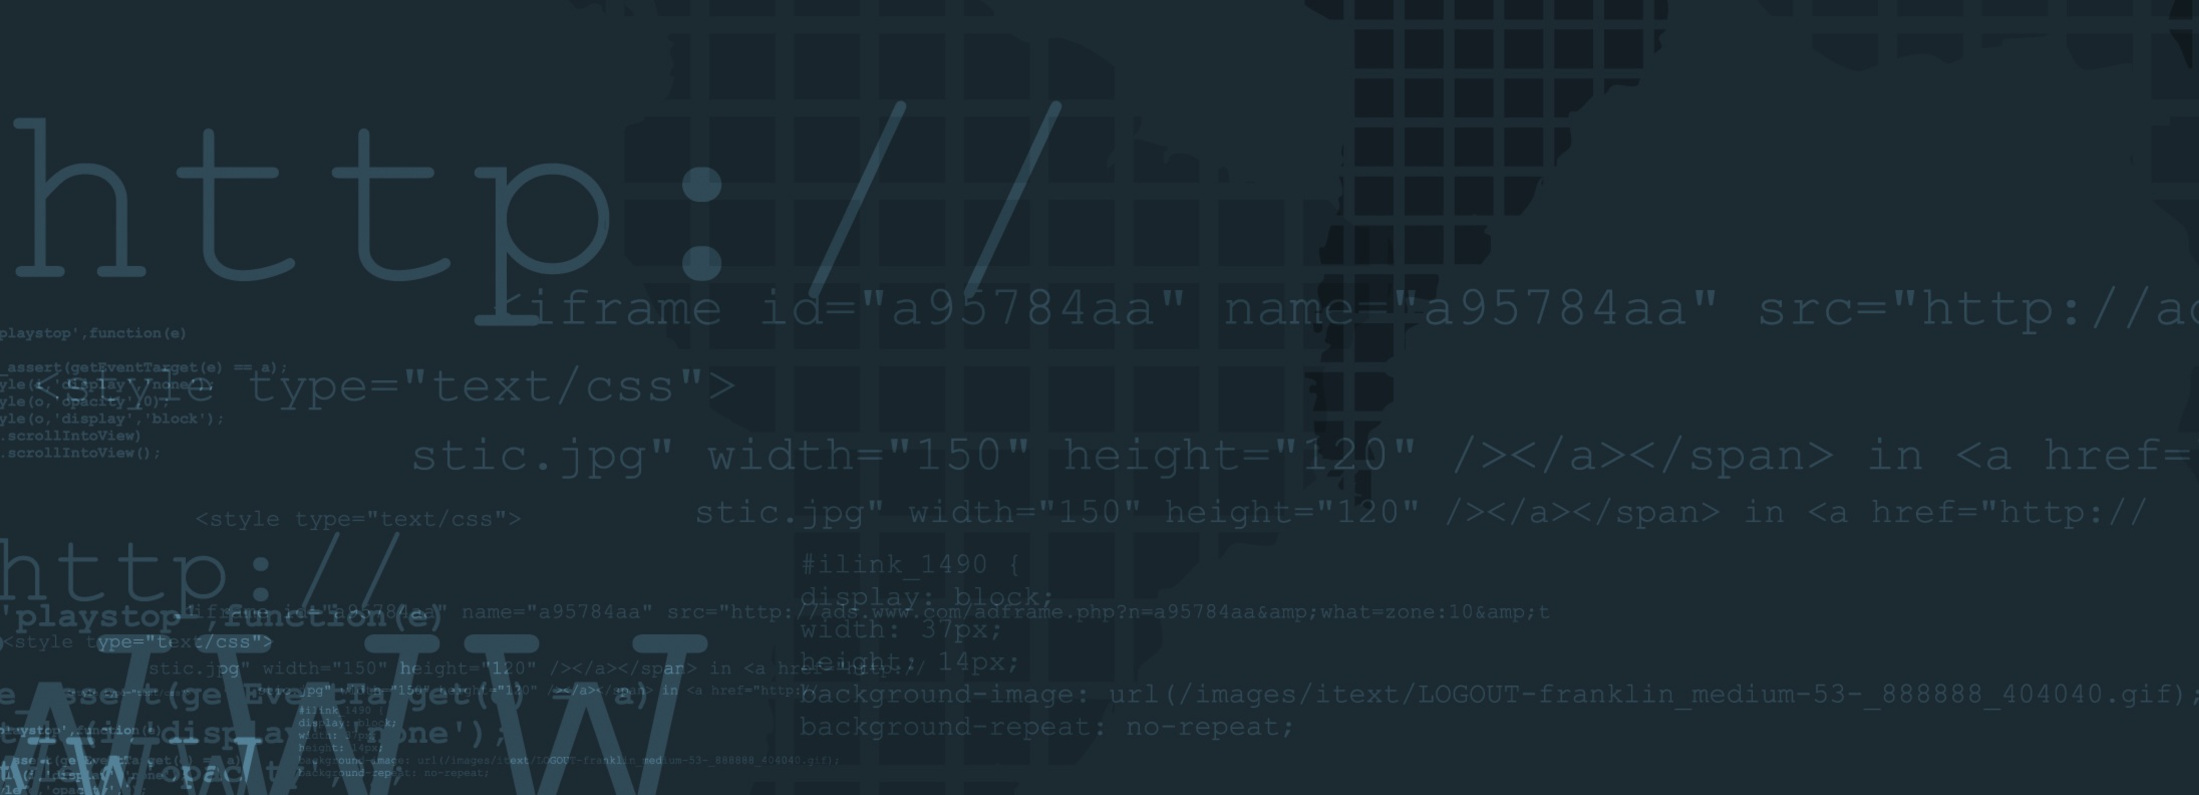 http://
<iframe id="a95784aa" name="a95784aa" src="http://ad
playstop',function(e)
_assert(getEventTarget(e) == a);
yle(i,'display','none');
yle(o,'opacity',0);
yle(o,'display','block');
.scrollIntoView)
.scrollIntoView();
<style type="text/css">
stic.jpg" width="150" height="120" /></a></span> in <a href=
stic.jpg" width="150" height="120" /></a></span> in <a href="http://
<style type="text/css">
http://
#ilink_1490 {
display: block;
width: 37px;
height: 14px;
background-image: url(/images/itext/LOGOUT-franklin_medium-53-_888888_404040.gif);
background-repeat: no-repeat;
'playstop',function(e)
iframe id="a95784aa" name="a95784aa" src="http://ads.www.com/adframe.php?n=a95784aa&amp;what=zone:10&amp;t
<style type="text/css">
www
stic.jpg" width="150" height="120" /></a></span> in <a href="http://
stic.jpg" width="150" height="120" /></a></span> in <a href="http://
e_assert(getEventTarget(e) == a)
#ilink_1490 {
display: block;
width: 37px;
height: 14px;
background-image: url(/images/itext/LOGOUT-franklin_medium-53-_888888_404040.gif);
background-repeat: no-repeat;
playstop',function(e)
www